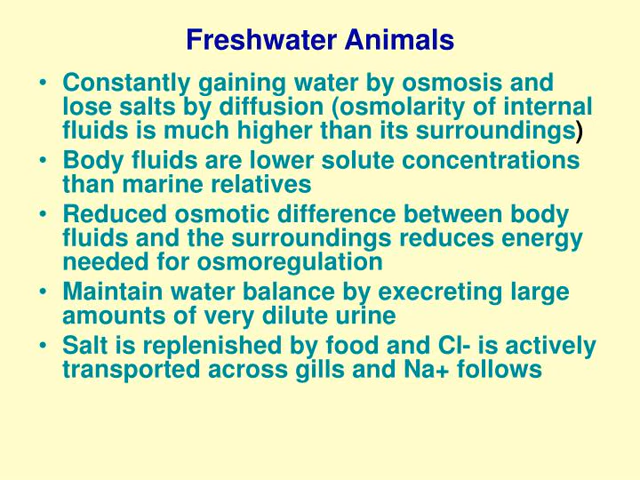 Freshwater Animals
• Constantly gaining water by osmosis and
lose salts by diffusion (osmolarity of internal
fluids is much higher than its surroundings)
• Body fluids are lower solute concentrations
than marine relatives
• Reduced osmotic difference between body
fluids and the surroundings reduces energy
needed for osmoregulation
• Maintain water balance by execreting large
amounts of very dilute urine
• Salt is replenished by food and Cl- is actively
transported across gills and Na+ follows